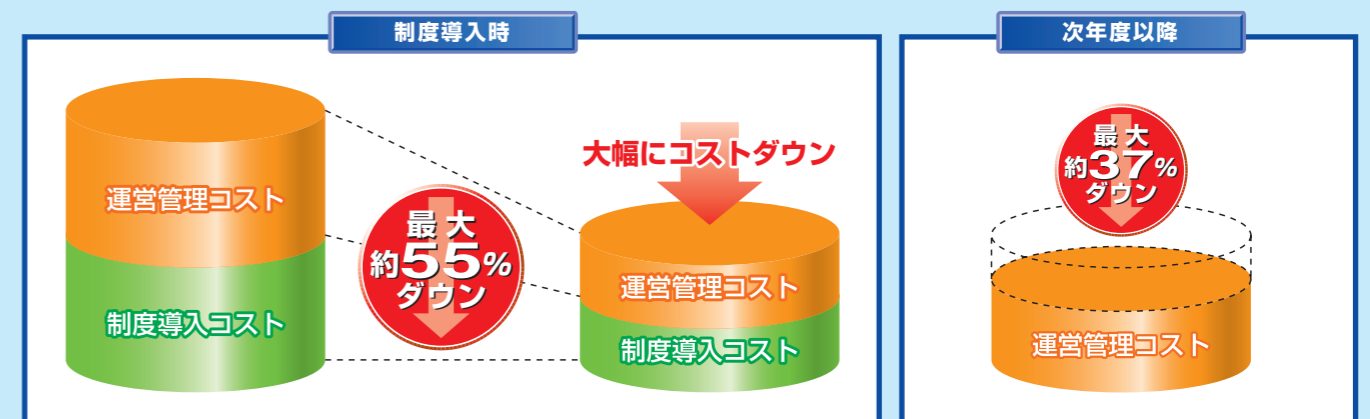 制度導入時
運営管理コスト
制度導入コスト
最大
約55%
ダウン
大幅にコストダウン
運営管理コスト
制度導入コスト
次年度以降
最大
約37%
ダウン
運営管理コスト